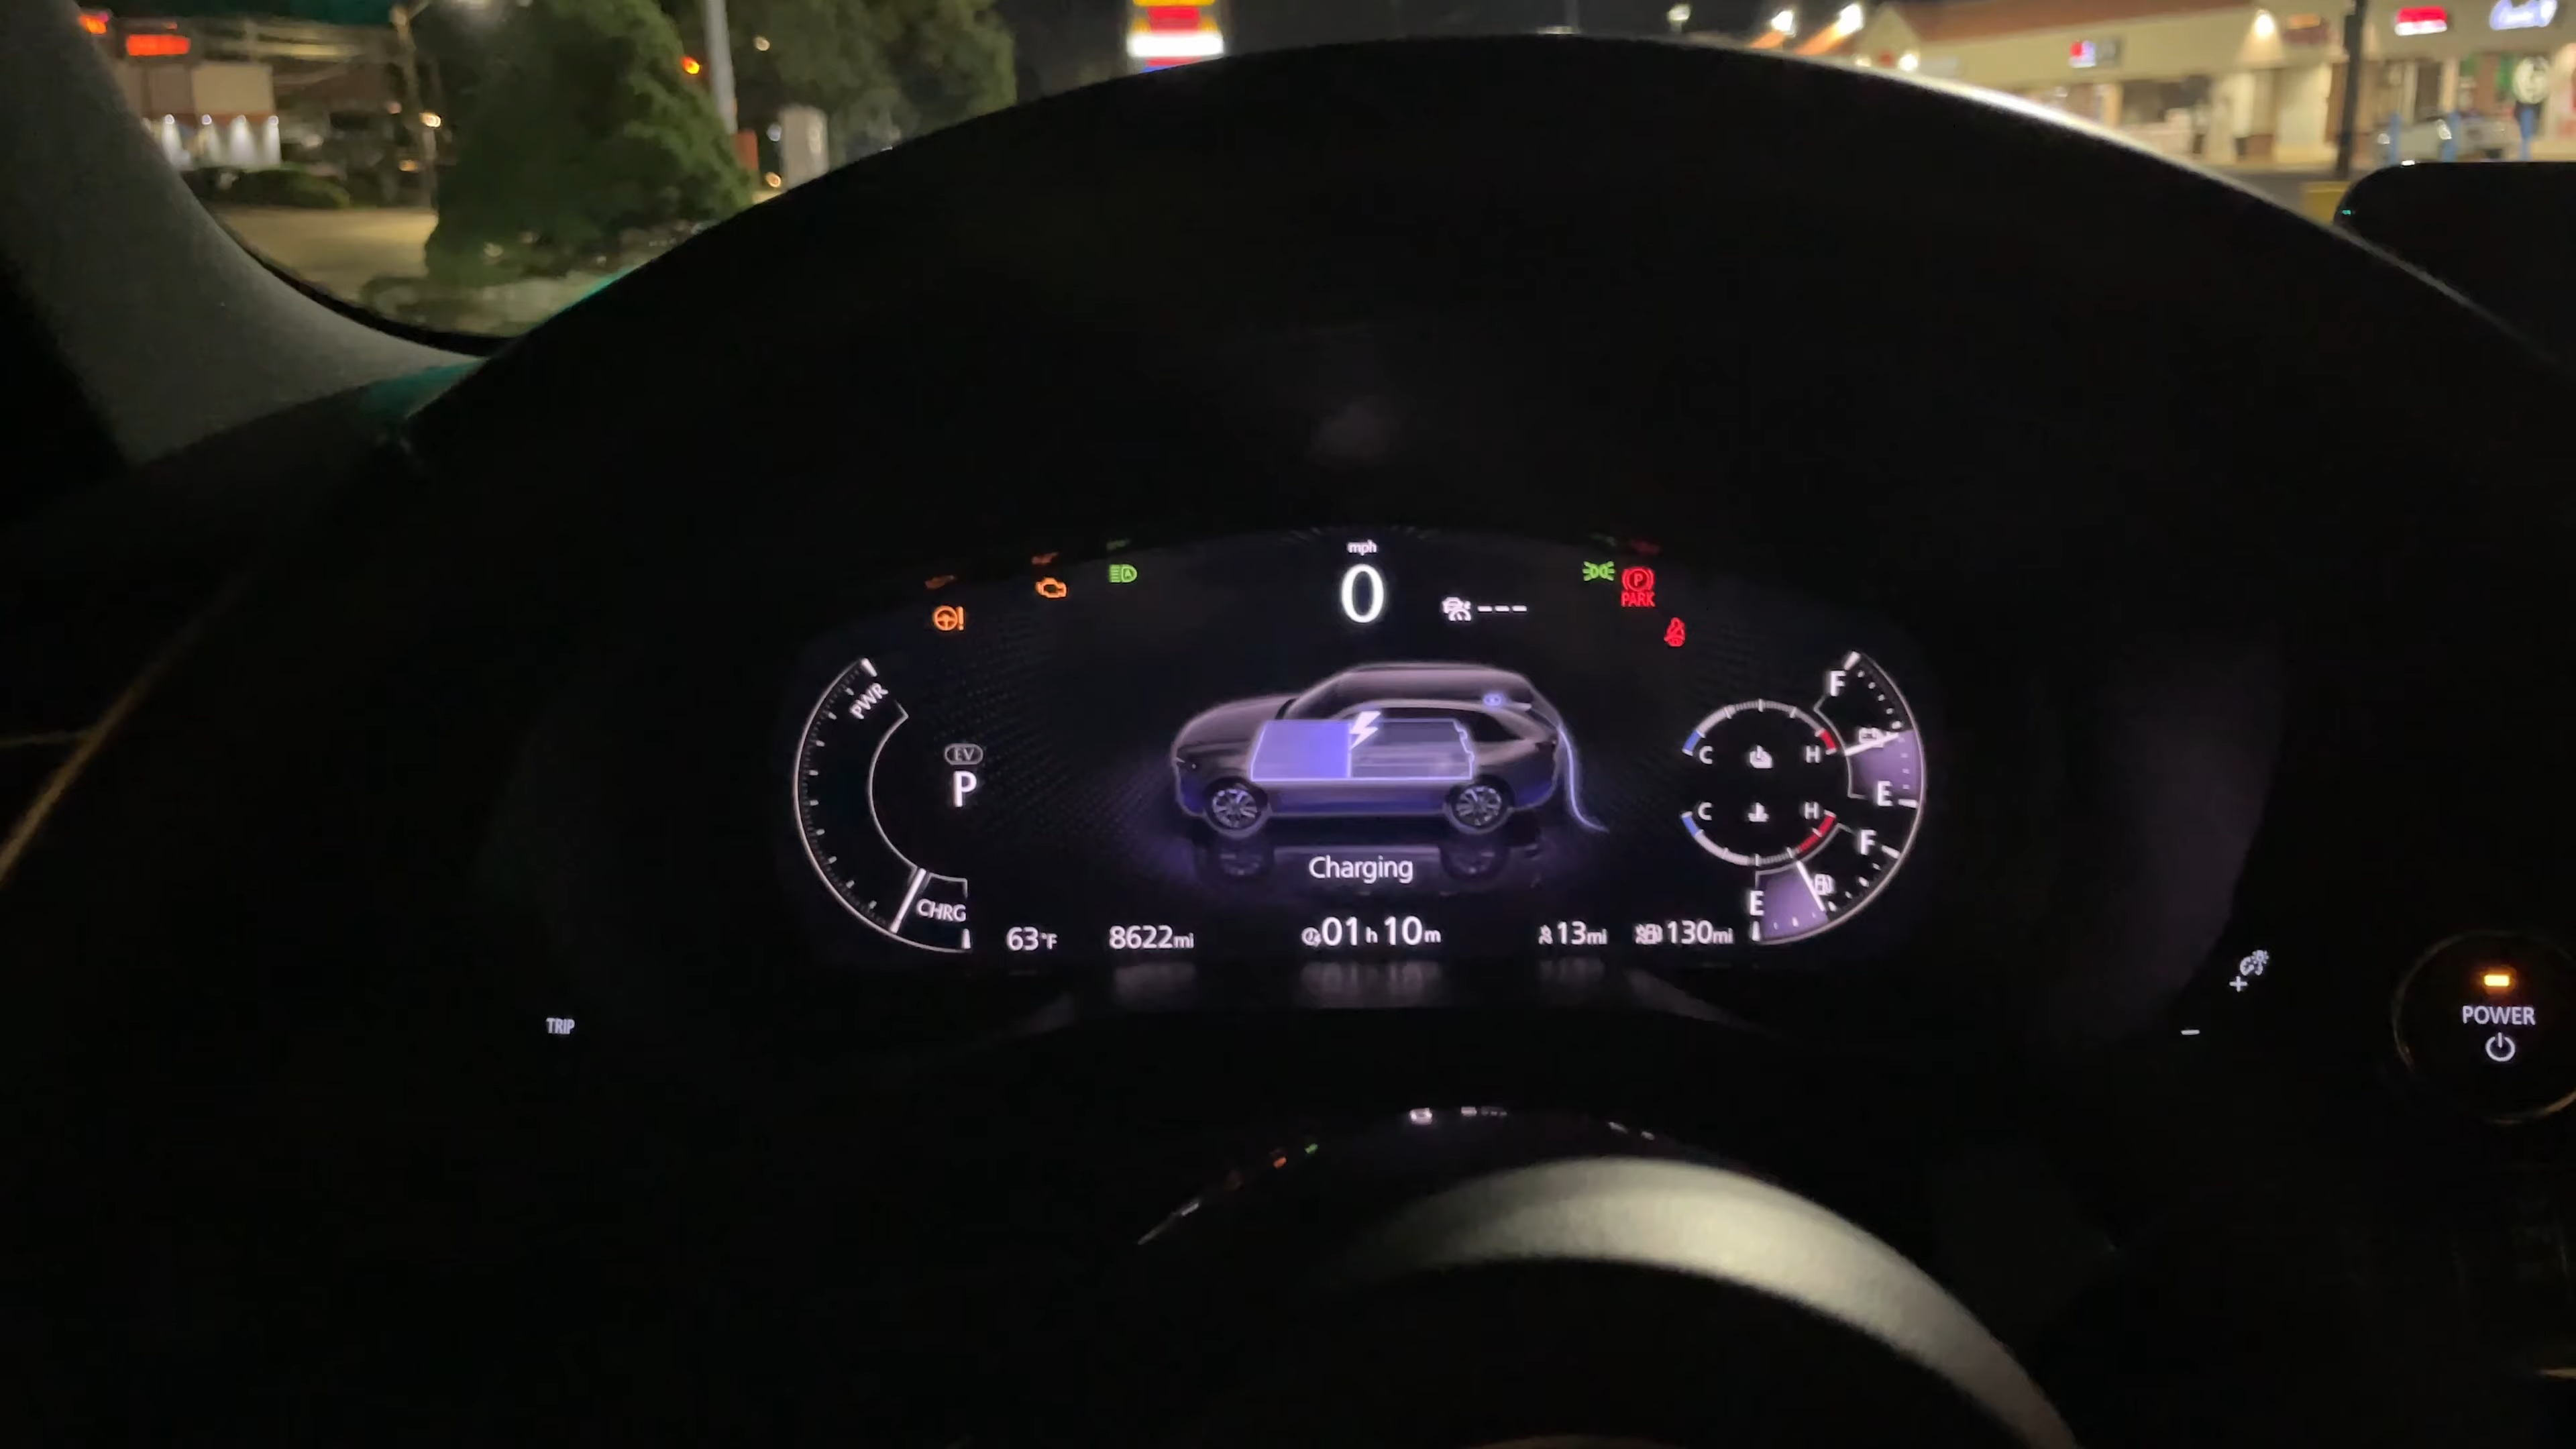 mph
0
---
PARK
PWR
EV
P
CHRG
C H
C H
F
E
F
E
Charging
63°F
8622mi
01h10m
13mi
130mi
TRIP
+
-
POWER